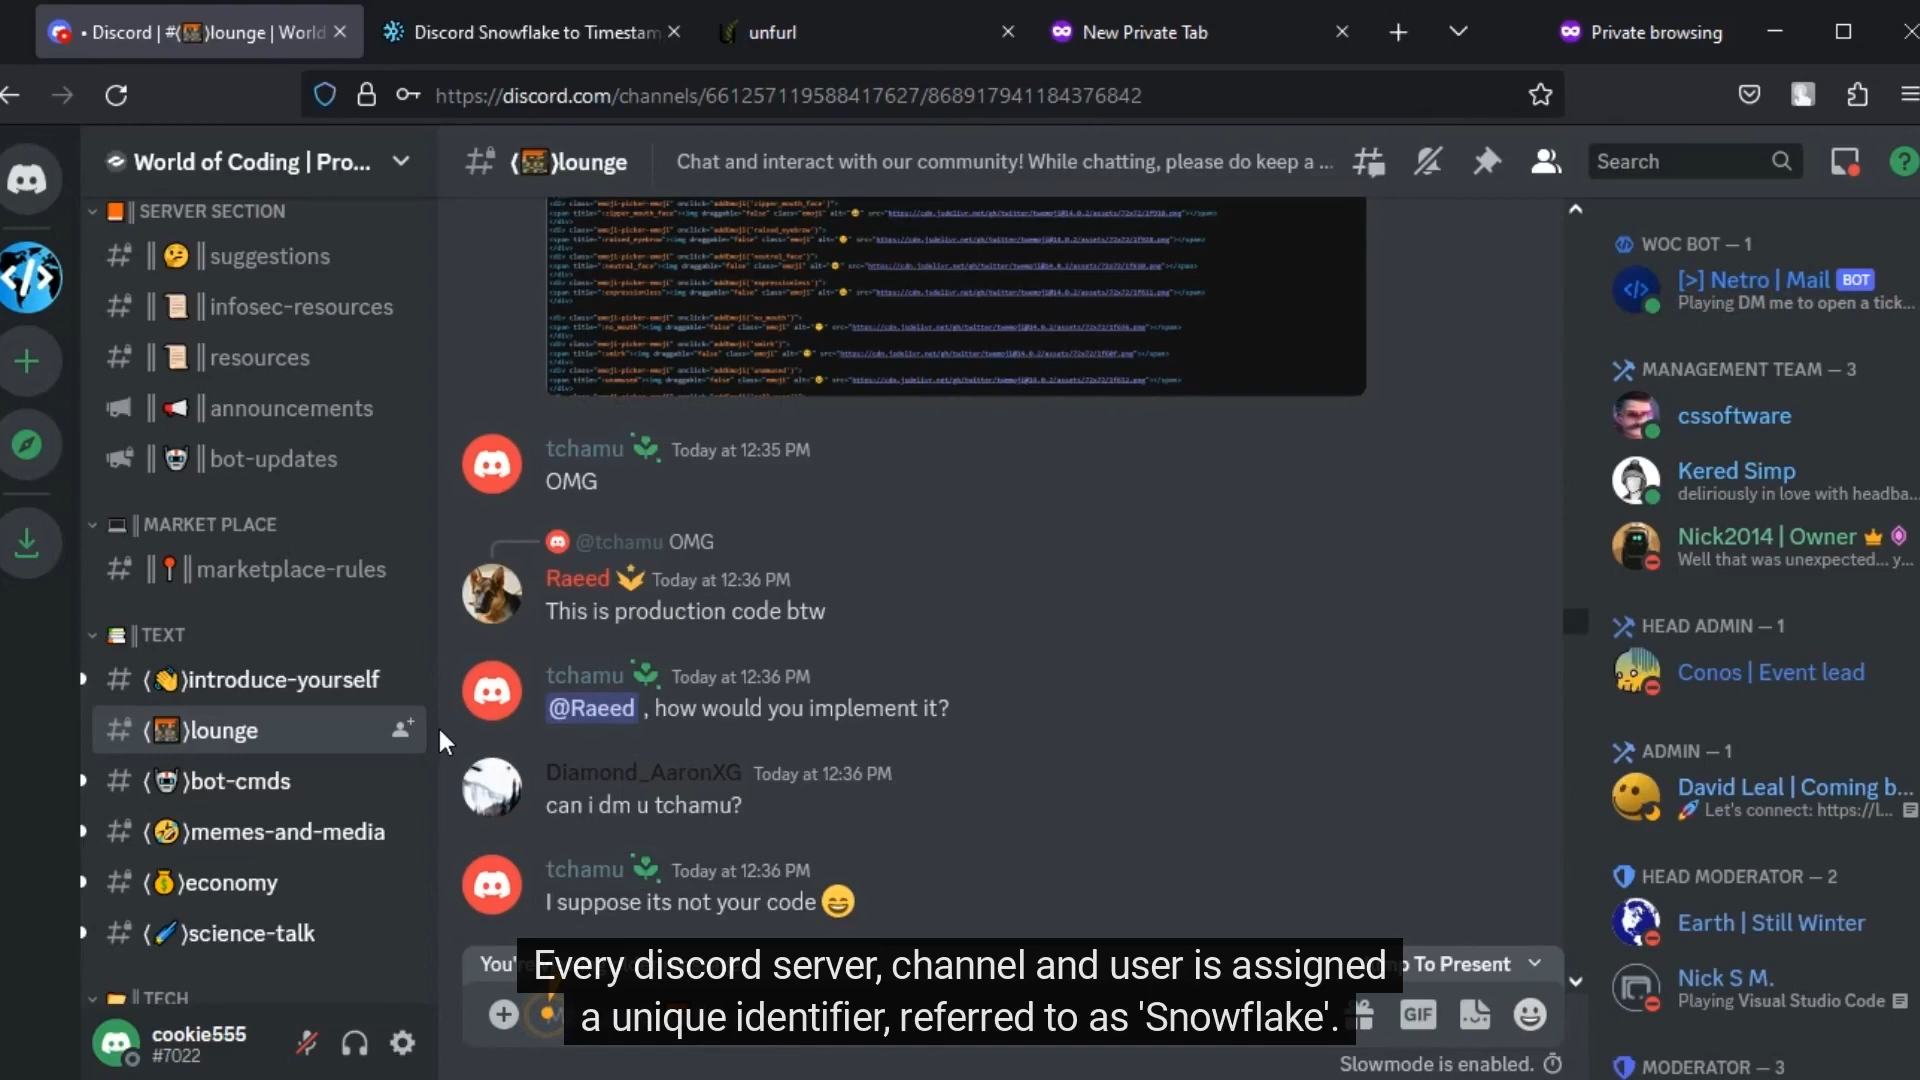 • Discord | #( )lounge | World
Discord Snowflake to Timestam
unfurl
New Private Tab
Private browsing
https://discord.com/channels/661257119588417627/868917941184376842
World of Coding | Pro...
( )lounge
Chat and interact with our community! While chatting, please do keep a ...
Search
SERVER SECTION
suggestions
infosec-resources
resources
announcements
bot-updates
MARKET PLACE
marketplace-rules
TEXT
introduce-yourself
lounge
bot-cmds
memes-and-media
economy
science-talk
TECH
cookie555
#7022
tchamu Today at 12:35 PM
OMG
@tchamu OMG
Raeed Today at 12:36 PM
This is production code btw
tchamu Today at 12:36 PM
@Raeed , how would you implement it?
Diamond_AaronXG Today at 12:36 PM
can i dm u tchamu?
tchamu Today at 12:36 PM
I suppose its not your code 😄
You'
p To Present
Every discord server, channel and user is assigned
a unique identifier, referred to as 'Snowflake'.
GIF
Slowmode is enabled.
WOC BOT — 1
[>] Netro | Mail BOT
Playing DM me to open a tick...
MANAGEMENT TEAM — 3
cssoftware
Kered Simp
deliriously in love with headba...
Nick2014 | Owner
Well that was unexpected... y...
HEAD ADMIN — 1
Conos | Event lead
ADMIN — 1
David Leal | Coming b...
🚀 Let's connect: https://l...
HEAD MODERATOR — 2
Earth | Still Winter
Nick S M.
Playing Visual Studio Code
MODERATOR — 3